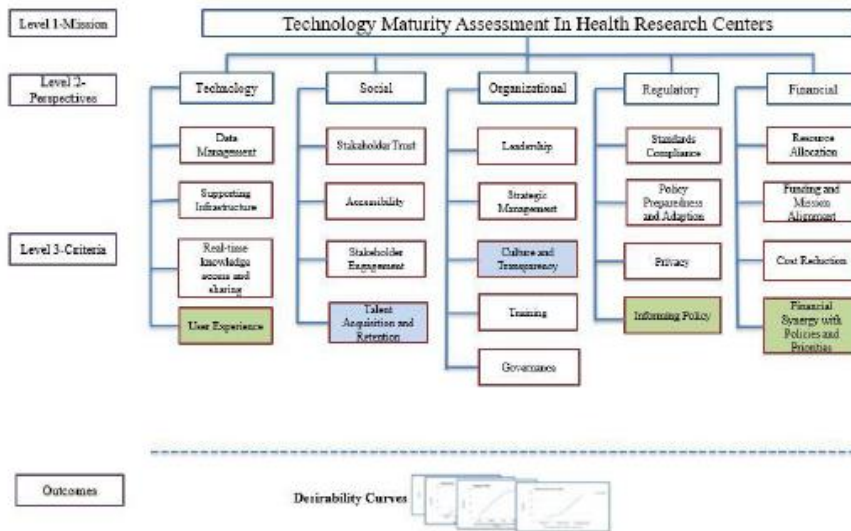 Level 1-Mission
Technology Maturity Assessment In Health Research Centers
Level 2-
Perspectives
Technology
Social
Organizational
Regulatory
Financial
Level 3-Criteria
Data
Management
Supporting
Infrastructure
Real-time
knowledge
access and
sharing
User Experience
Stakeholder Trust
Accessibility
Stakeholder
Engagement
Talent
Acquisition and
Retention
Leadership
Strategic
Management
Culture and
Transparency
Training
Governance
Standards
Compliance
Policy
Preparedness
and Adaption
Privacy
Informing Policy
Resource
Allocation
Funding and
Mission
Alignment
Cost Reduction
Financial
Synergy with
Policies and
Priorities
Outcomes
Desirability Curves